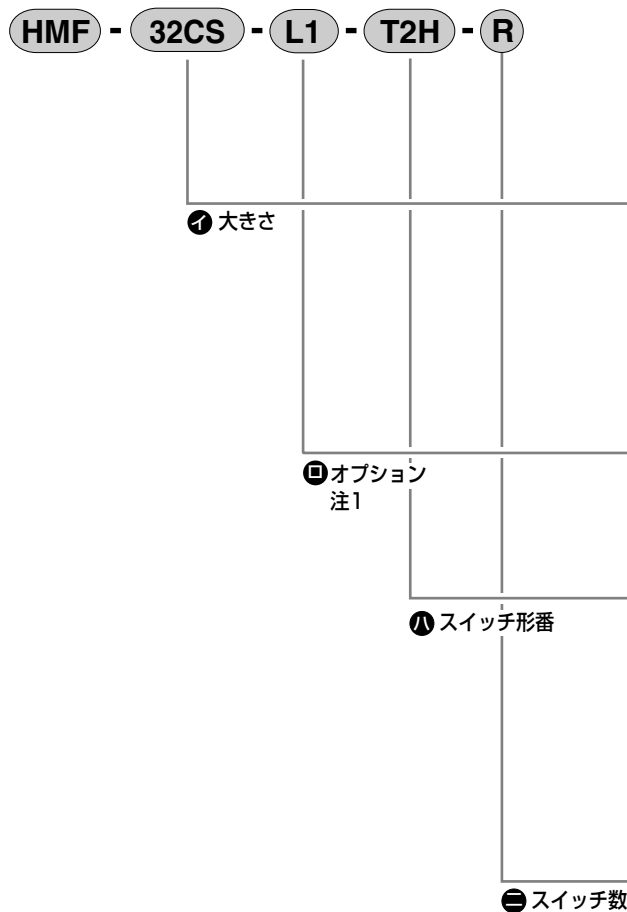 HMF - 32CS - L1 - T2H - R
イ 大きさ
ロ オプション
注1
ハ スイッチ形番
ニ スイッチ数